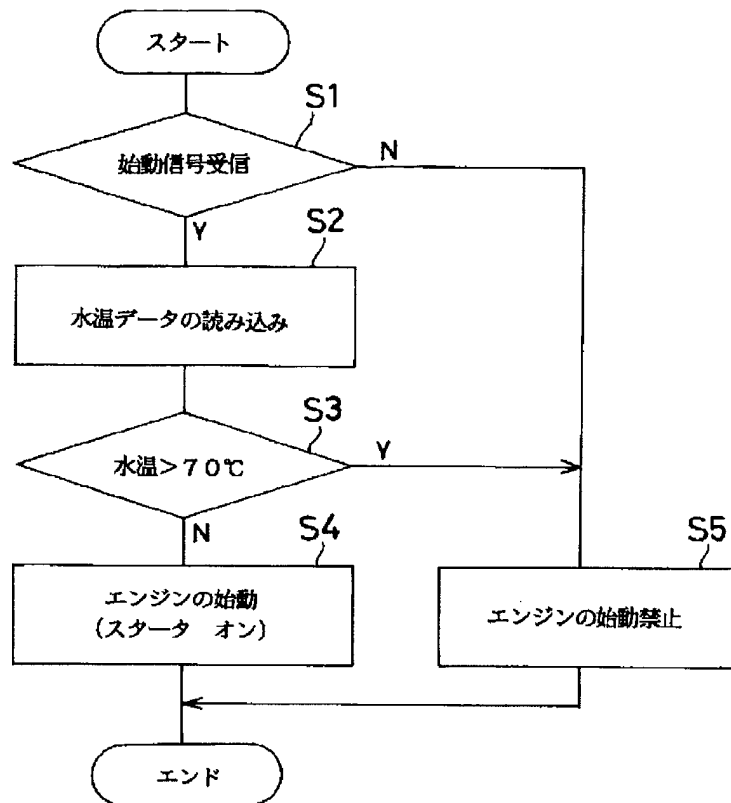 スタート
S1
始動信号受信
N
Y
S2
水温データの読み込み
S3
水温>70℃
Y
N
S4
エンジンの始動
(スタータ オン)
S5
エンジンの始動禁止
エンド